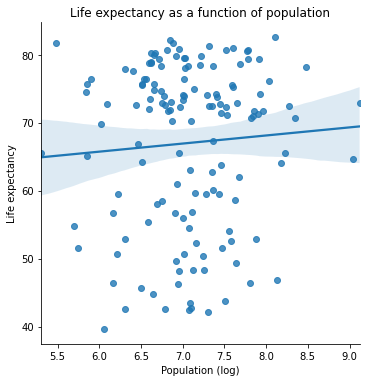 Life expectancy as a function of population
80
70
60
50
40
Life expectancy
5.5 6.0 6.5 7.0 7.5 8.0 8.5 9.0
Population (log)